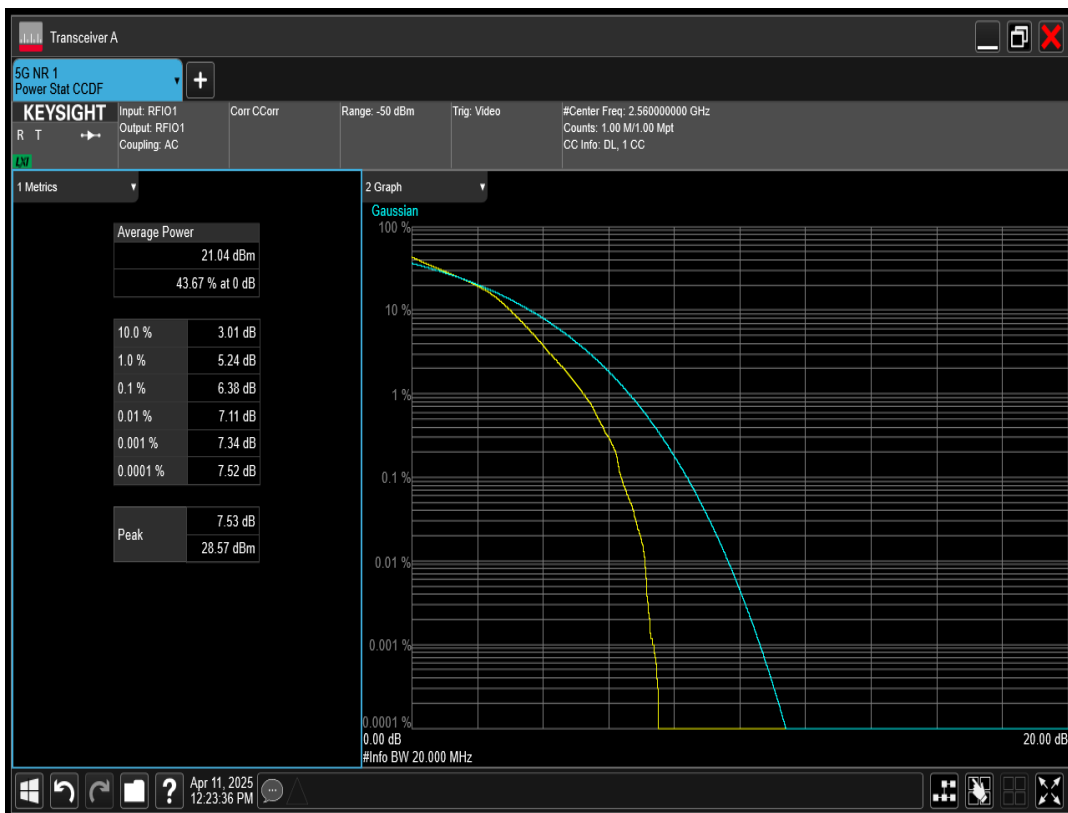 Transceiver A
5G NR 1
Power Stat CCDF
+
KEYSIGHT
R T
LXI
Input: RFIO1
Output: RFIO1
Coupling: AC
Corr CCorr
Range: -50 dBm
Trig: Video
#Center Freq: 2.560000000 GHz
Counts: 1.00 M/1.00 Mpt
CC Info: DL, 1 CC
1 Metrics
Average Power
21.04 dBm
43.67 % at 0 dB
10.0 % 3.01 dB
1.0 % 5.24 dB
0.1 % 6.38 dB
0.01 % 7.11 dB
0.001 % 7.34 dB
0.0001 % 7.52 dB
Peak 7.53 dB
28.57 dBm
2 Graph
Gaussian
100 %
10 %
1 %
0.1 %
0.01 %
0.001 %
0.0001 %
0.00 dB 20.00 dB
#Info BW 20.000 MHz
?
Apr 11, 2025
12:23:36 PM